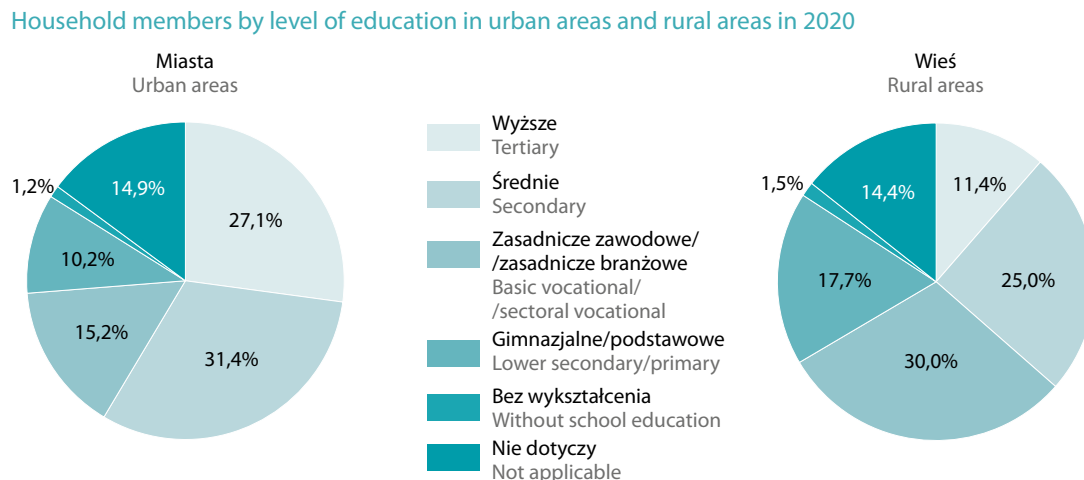 Household members by level of education in urban areas and rural areas in 2020
Miasta
Urban areas
1,2%
14,9%
27,1%
10,2%
15,2%
31,4%
Wyższe
Tertiary
Średnie
Secondary
Zasadnicze zawodowe/
/zasadnicze branżowe
Basic vocational/
/sectoral vocational
Gimnazjalne/podstawowe
Lower secondary/primary
Bez wykształcenia
Without school education
Nie dotyczy
Not applicable
Wieś
Rural areas
1,5%
14,4%
11,4%
17,7%
25,0%
30,0%